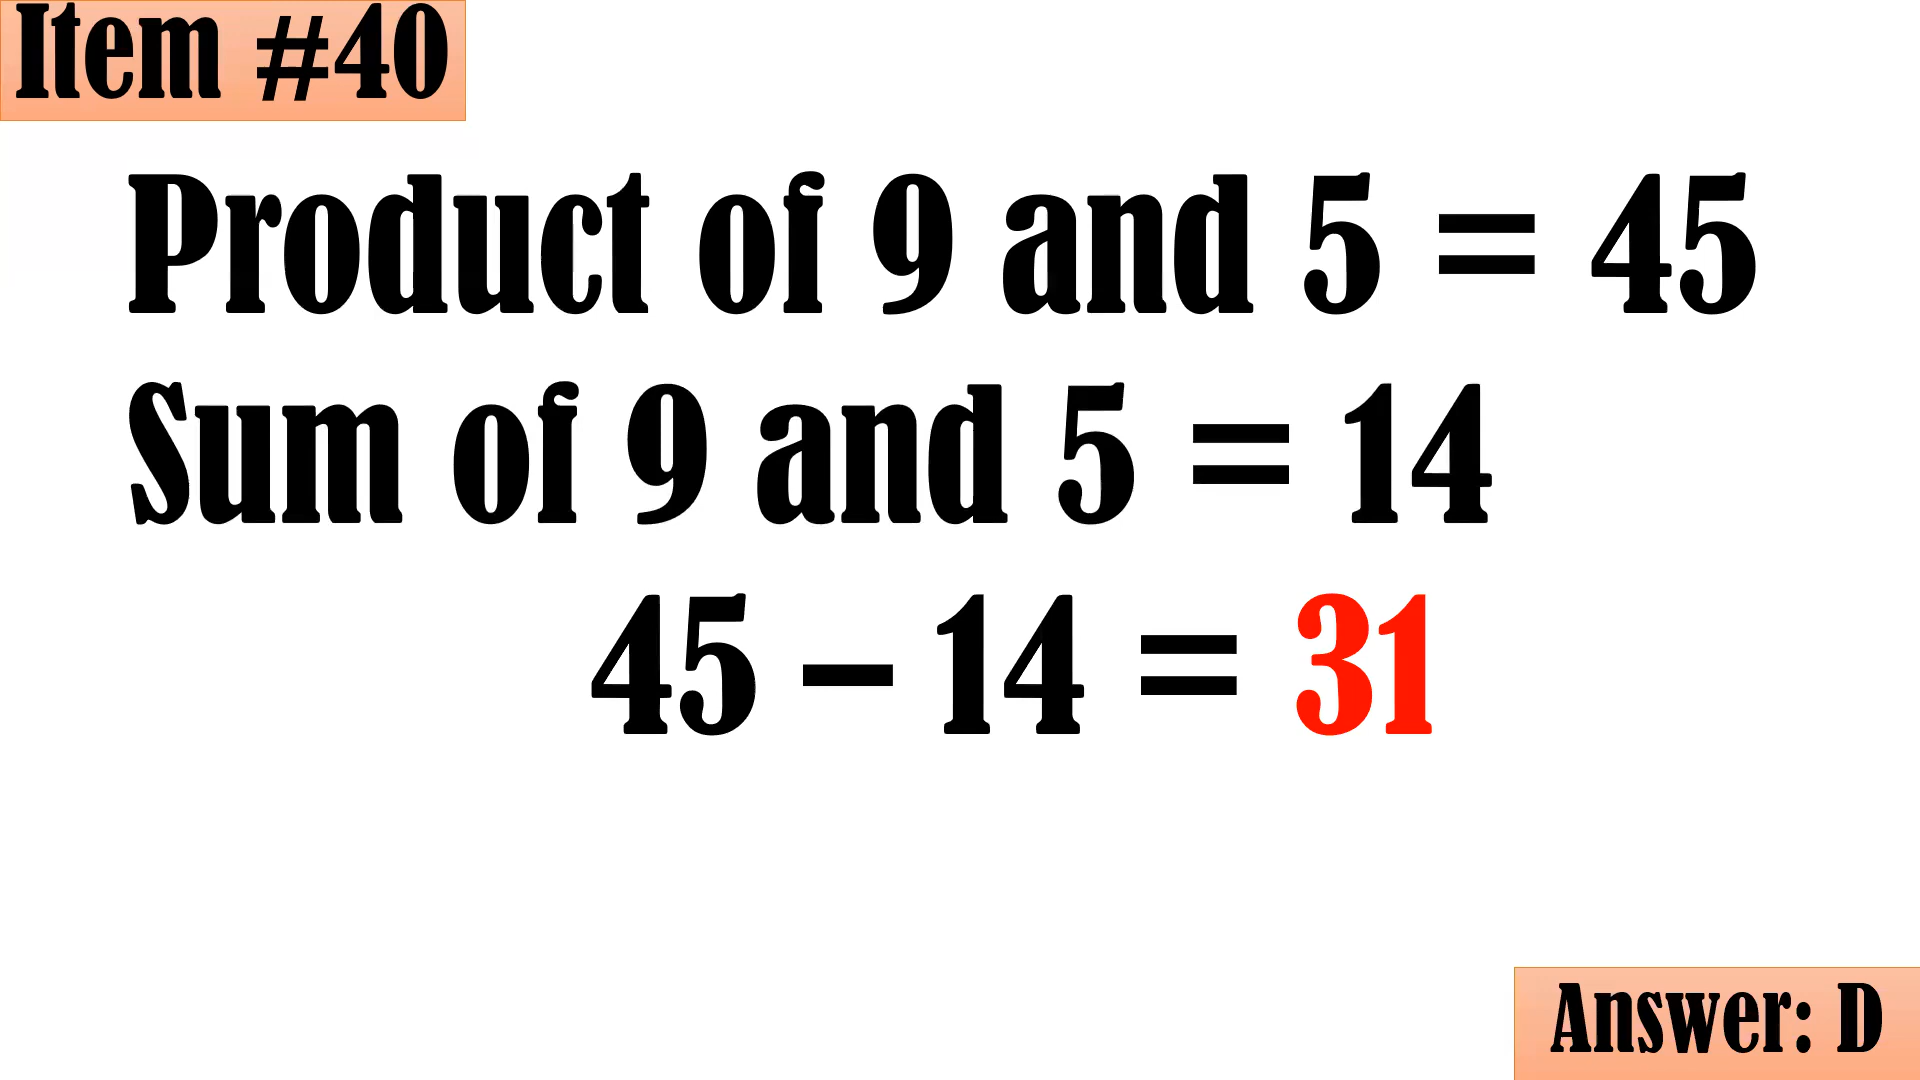 Item #40
Product of 9 and 5 = 45
Sum of 9 and 5 = 14
45 – 14 = 31
Answer: D